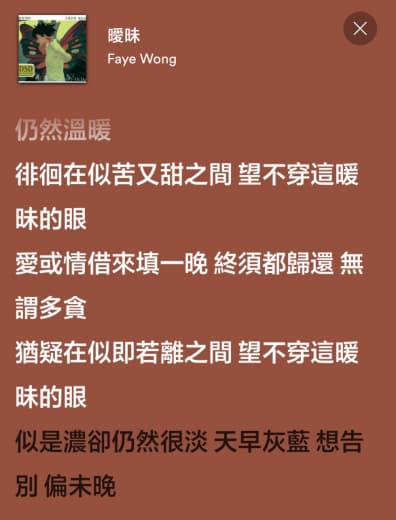 曖昧
Faye Wong
DSD
仍然溫暖
徘徊在似苦又甜之間 望不穿這暖
昧的眼
愛或情借來填一晚 終須都歸還 無
謂多貪
猶疑在似即若離之間 望不穿這暖
昧的眼
似是濃卻仍然很淡 天早灰藍 想告
別 偏未晚